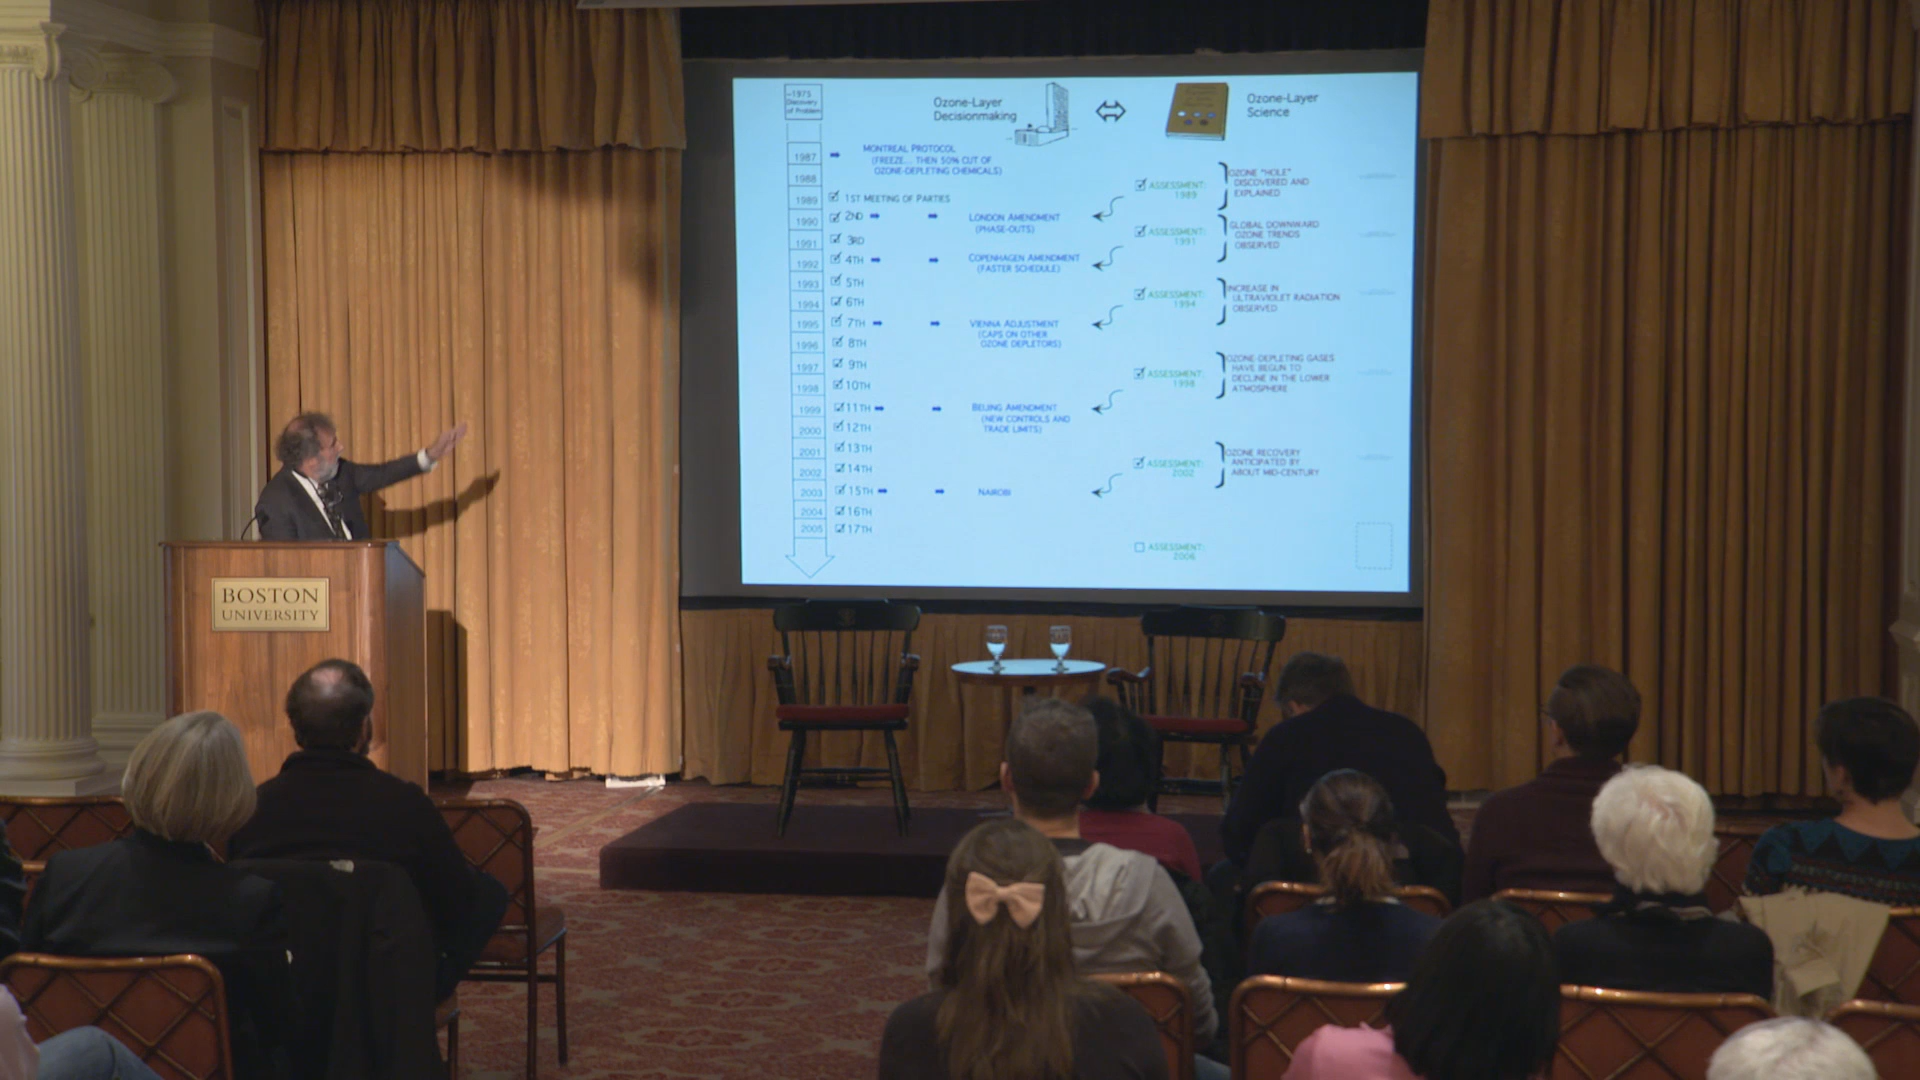 ~1975
Discovery
of Problem
Ozone-Layer
Decisionmaking
Ozone-Layer
Science
1987
MONTREAL PROTOCOL
(FREEZE... THEN 50% CUT OF
OZONE-DEPLETING CHEMICALS)
1988
1989
1ST MEETING OF PARTIES
ASSESSMENT:
1989
OZONE "HOLE"
DISCOVERED AND
EXPLAINED
1990
2ND
LONDON AMENDMENT
(PHASE-OUTS)
1991
3RD
ASSESSMENT:
1991
GLOBAL DOWNWARD
OZONE TRENDS
OBSERVED
1992
4TH
COPENHAGEN AMENDMENT
(FASTER SCHEDULE)
1993
5TH
1994
6TH
ASSESSMENT:
1994
INCREASE IN
ULTRAVIOLET RADIATION
OBSERVED
1995
7TH
VIENNA ADJUSTMENT
(CAPS ON OTHER
OZONE DEPLETORS)
1996
8TH
1997
9TH
1998
10TH
ASSESSMENT:
1998
OZONE-DEPLETING GASES
HAVE BEGUN TO
DECLINE IN THE LOWER
ATMOSPHERE
1999
11TH
BEIJING AMENDMENT
(NEW CONTROLS AND
TRADE LIMITS)
2000
12TH
2001
13TH
2002
14TH
ASSESSMENT:
2002
OZONE RECOVERY
ANTICIPATED BY
ABOUT MID-CENTURY
2003
15TH
NAIROBI
2004
16TH
2005
17TH
ASSESSMENT:
2006
BOSTON
UNIVERSITY